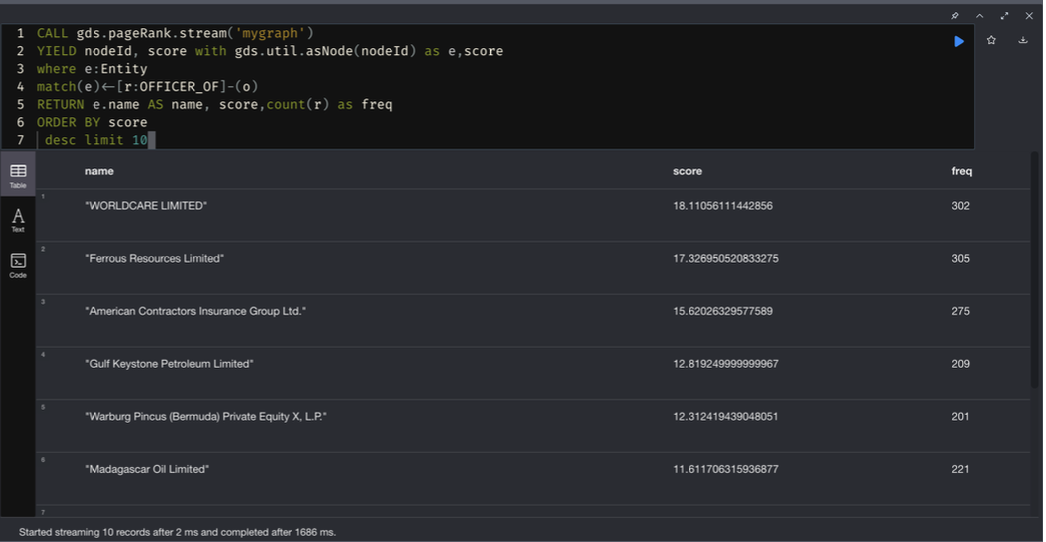 1 CALL gds.pageRank.stream('mygraph')
2 YIELD nodeId, score with gds.util.asNode(nodeId) as e,score
3 where e:Entity
4 match(e)<-[r:OFFICER_OF]-(o)
5 RETURN e.name AS name, score,count(r) as freq
6 ORDER BY score
7 desc limit 10
Table
Text
Code
name score freq
1 "WORLDCARE LIMITED" 18.11056111442856 302
2 "Ferrous Resources Limited" 17.326950520833275 305
3 "American Contractors Insurance Group Ltd." 15.62026329577589 275
4 "Gulf Keystone Petroleum Limited" 12.819249999999967 209
5 "Warburg Pincus (Bermuda) Private Equity X, L.P." 12.312419439048051 201
6 "Madagascar Oil Limited" 11.611706315936877 221
7
Started streaming 10 records after 2 ms and completed after 1686 ms.